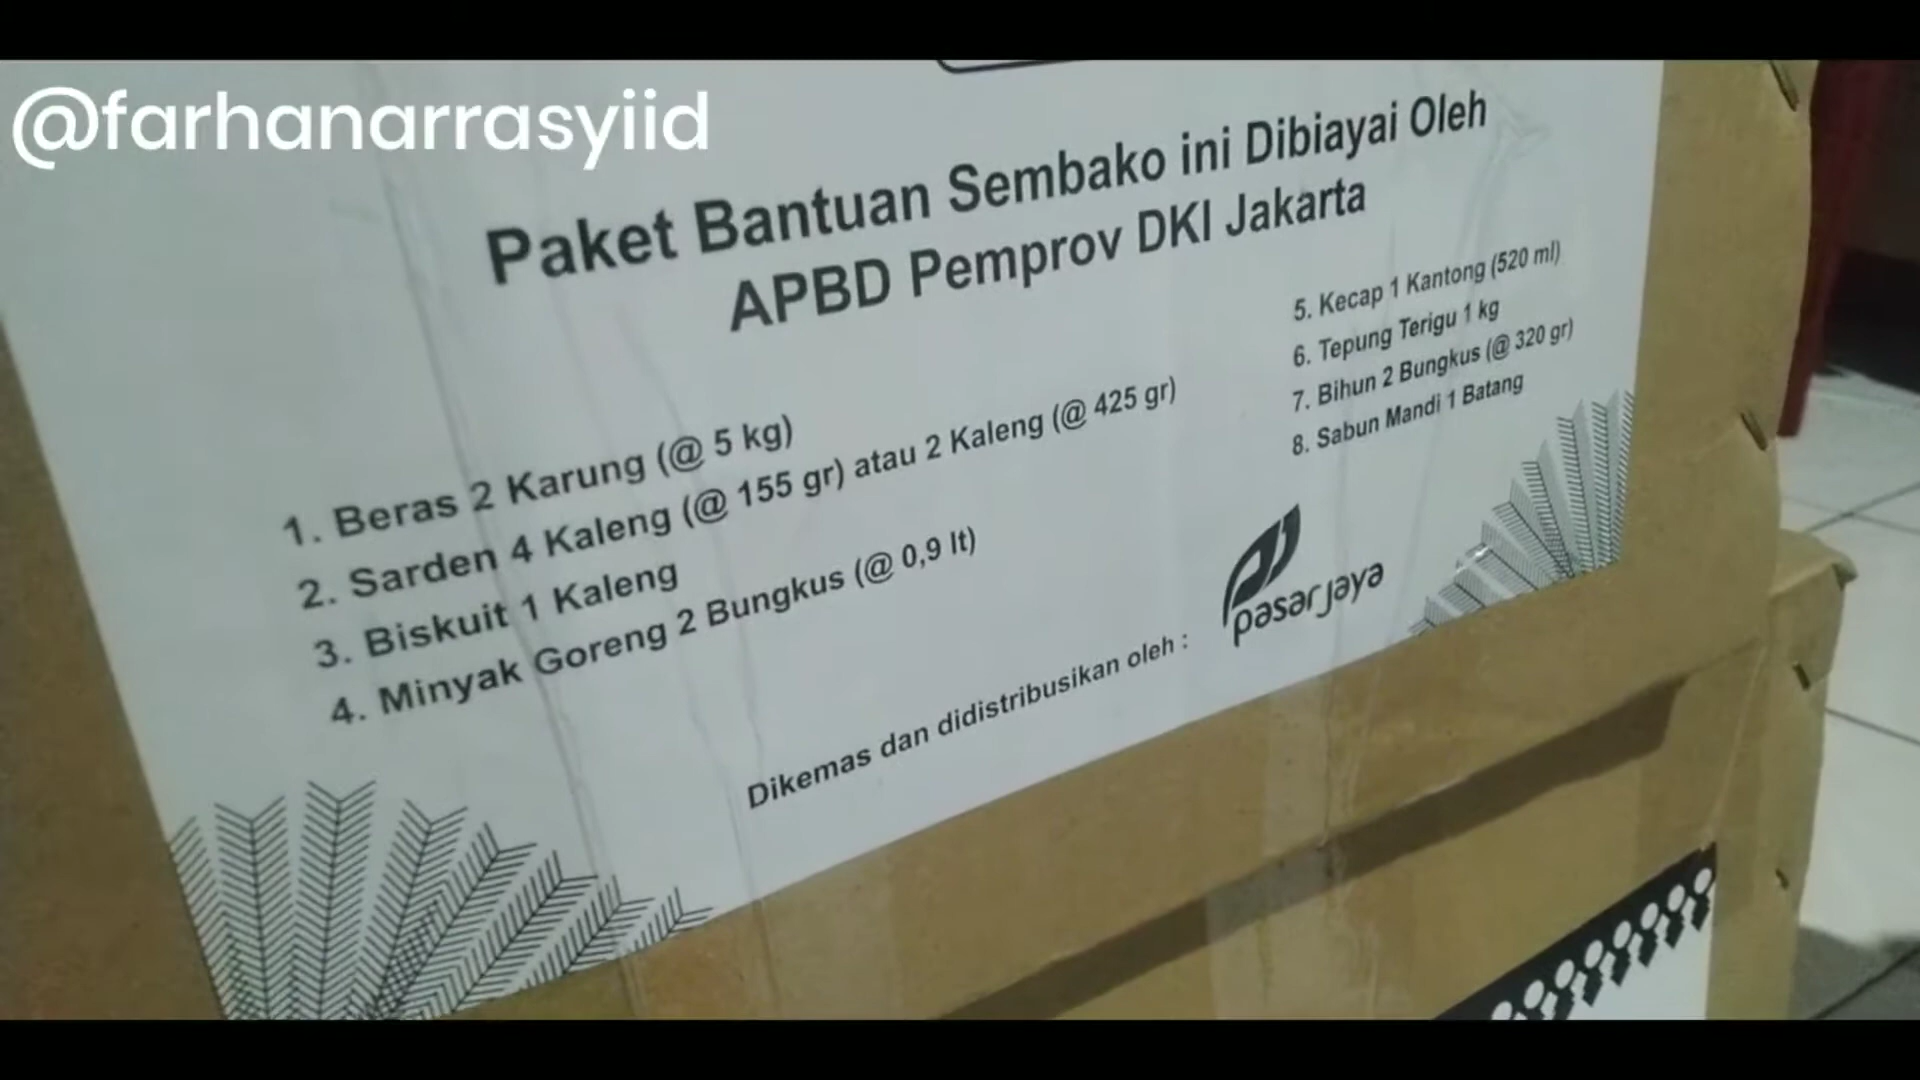 @farhanarrasyiid
Paket Bantuan Sembako ini Dibiayai Oleh
APBD Pemprov DKI Jakarta
1. Beras 2 Karung (@ 5 kg)
2. Sarden 4 Kaleng (@ 155 gr) atau 2 Kaleng (@ 425 gr)
3. Biskuit 1 Kaleng
4. Minyak Goreng 2 Bungkus (@ 0,9 lt)
5. Kecap 1 Kantong (520 ml)
6. Tepung Terigu 1 kg
7. Bihun 2 Bungkus (@ 320 gr)
8. Sabun Mandi 1 Batang
Dikemas dan didistribusikan oleh :
pasar jaya